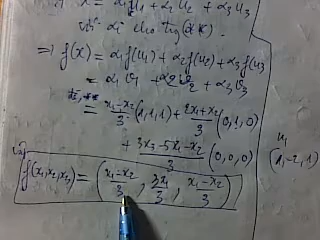 x = α₁u₁ + α₂u₂ + α₃u₃
với αᵢ
⇒ f(x) = α₁f(u₁) + α₂f(u₂) + α₃f(u₃)
= α₁v₁ + α₂v₂ + α₃v₃
= (x₁-x₂)/3 (1,1,1) + (2x₁+x₂)/3 (0,1,0)
+ (3x₃-5x₁-x₂)/3 (0,0,0)
u₁
(1,-2,1)
f(x₁,x₂,x₃) = ((x₁-x₂)/3, 3x₁/3, (x₁-x₂)/3)